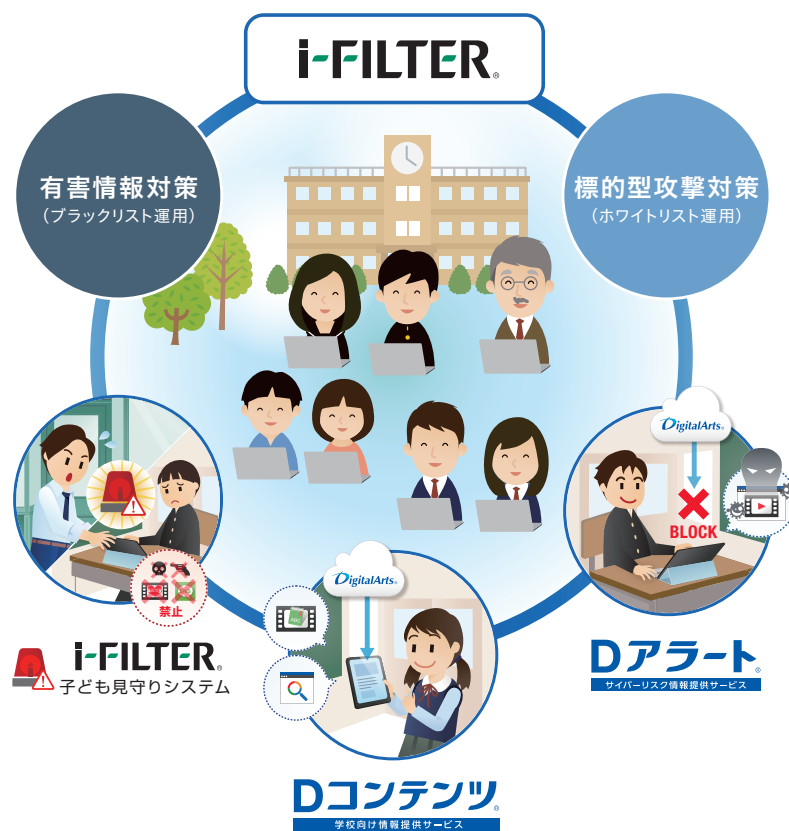 i-FILTER®
有害情報対策
（ブラックリスト運用）
標的型攻撃対策
（ホワイトリスト運用）
DigitalArts®
BLOCK
禁止
DigitalArts®
i-FILTER®
子ども見守りシステム
Dアラート®
サイバーリスク情報提供サービス
Dコンテンツ®
学校向け情報提供サービス